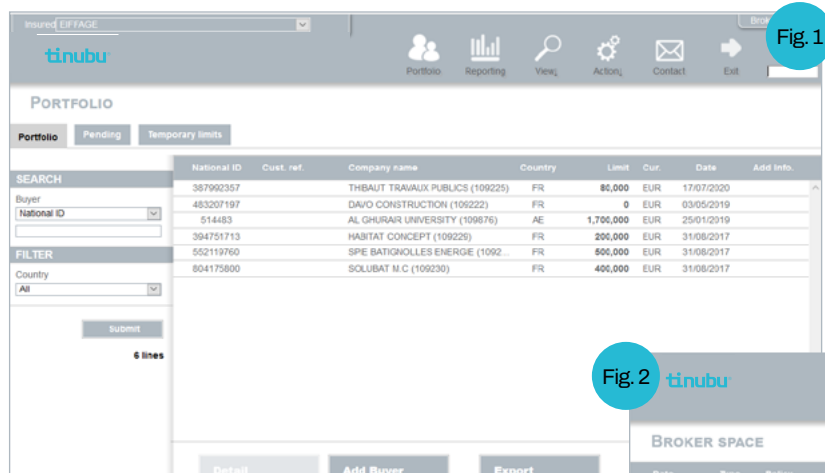 Insured EIFFAGE
Fig. 1
tinubu
Portfolio Reporting View Action Contact Exit
PORTFOLIO
Portfolio Pending Temporary limits
SEARCH
Buyer
National ID
FILTER
Country
All
Submit
6 lines
National ID Cust. ref. Company name Country Limit Cur. Date Add Info.
387992357 THIBAUT TRAVAUX PUBLICS (109225) FR 80,000 EUR 17/07/2020
483207197 DAVO CONSTRUCTION (109222) FR 0 EUR 03/05/2019
514483 AL GHURAIR UNIVERSITY (109876) AE 1,700,000 EUR 25/01/2019
394751713 HABITAT CONCEPT (109229) FR 200,000 EUR 31/08/2017
552119760 SPE BATIGNOLLES ENERGIE (1092... FR 500,000 EUR 31/08/2017
804175800 SOLUBAT M.C (109230) FR 400,000 EUR 31/08/2017
Detail Add Buyer Export
Fig. 2
tinubu
BROKER SPACE